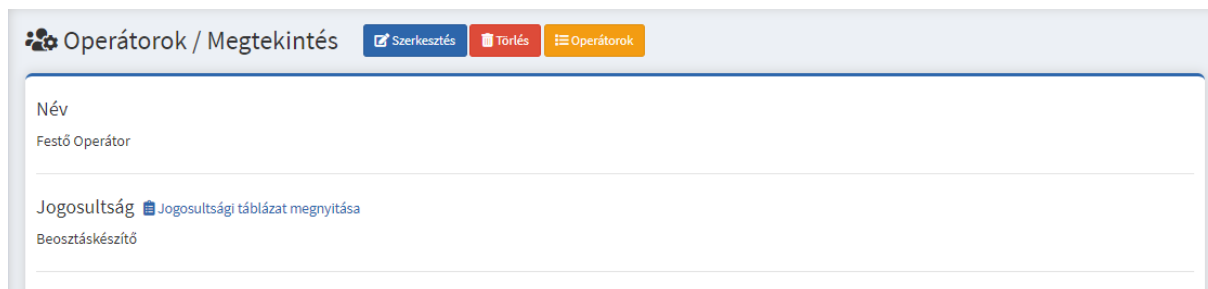 Operátorok / Megtekintés Szerkesztés Törlés Operátorok
Név
Festő Operátor
Jogosultság Jogosultsági táblázat megnyitása
Beosztáskészítő